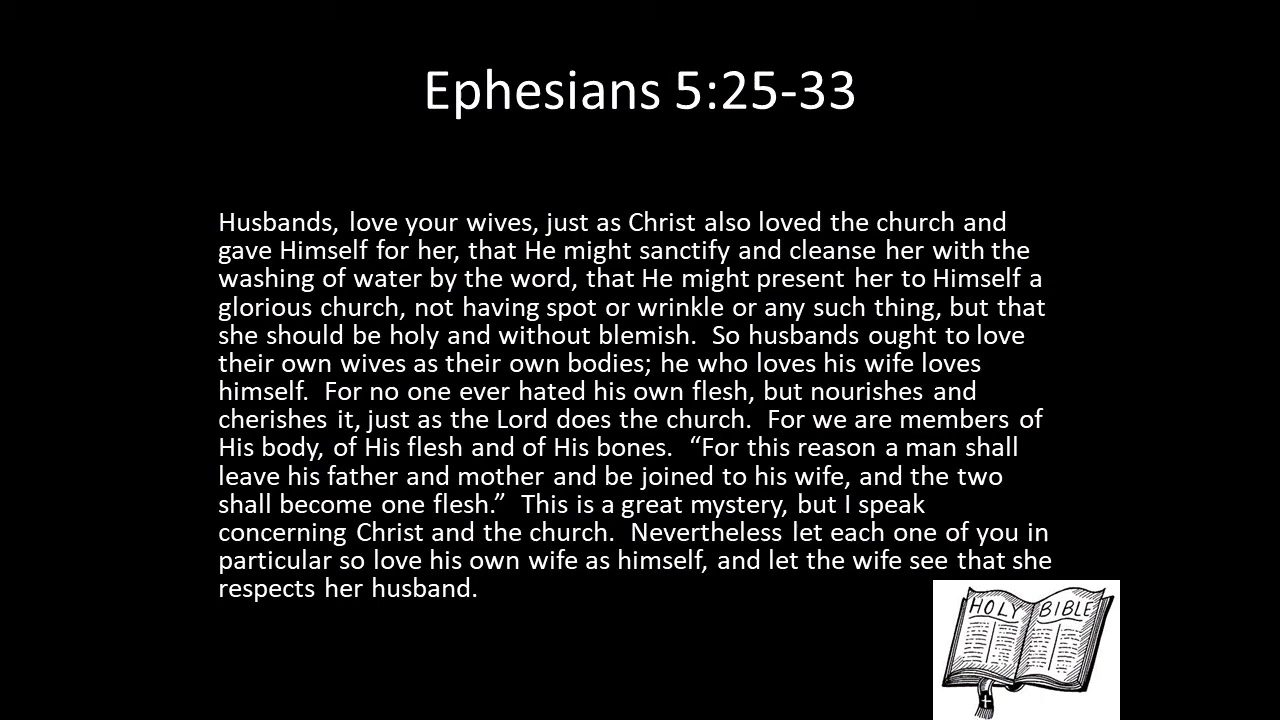 Ephesians 5:25-33
Husbands, love your wives, just as Christ also loved the church and
gave Himself for her, that He might sanctify and cleanse her with the
washing of water by the word, that He might present her to Himself a
glorious church, not having spot or wrinkle or any such thing, but that
she should be holy and without blemish.  So husbands ought to love
their own wives as their own bodies; he who loves his wife loves
himself.  For no one ever hated his own flesh, but nourishes and
cherishes it, just as the Lord does the church.  For we are members of
His body, of His flesh and of His bones.  “For this reason a man shall
leave his father and mother and be joined to his wife, and the two
shall become one flesh.”  This is a great mystery, but I speak
concerning Christ and the church.  Nevertheless let each one of you in
particular so love his own wife as himself, and let the wife see that she
respects her husband.
HOLY BIBLE